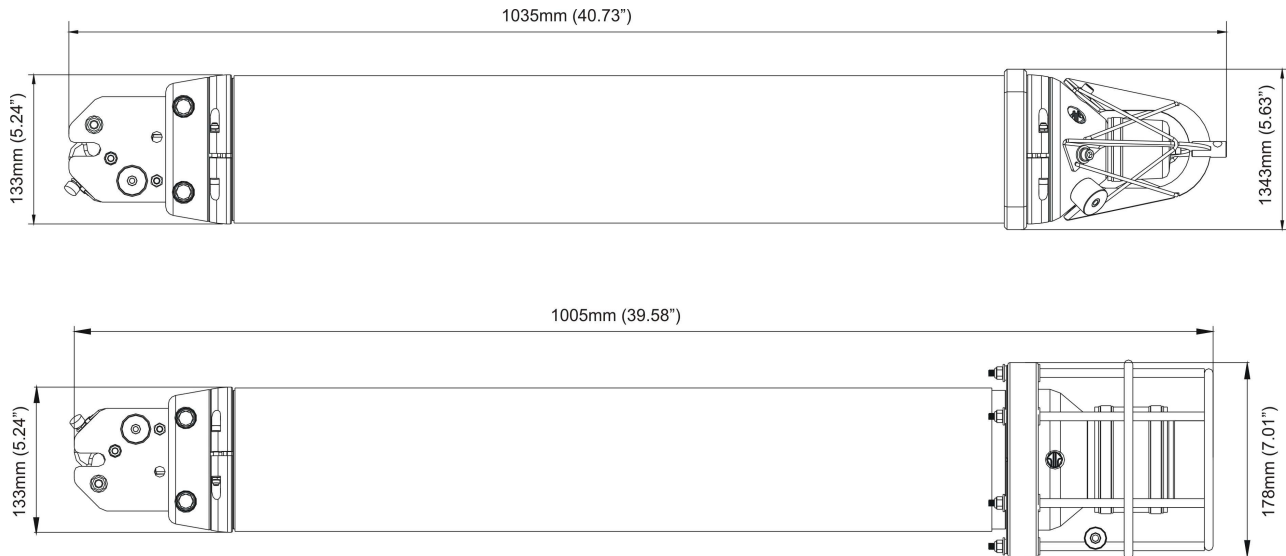 1035mm (40.73”)
133mm (5.24”)
1343mm (5.63”)
1005mm (39.58”)
133mm (5.24”)
178mm (7.01”)